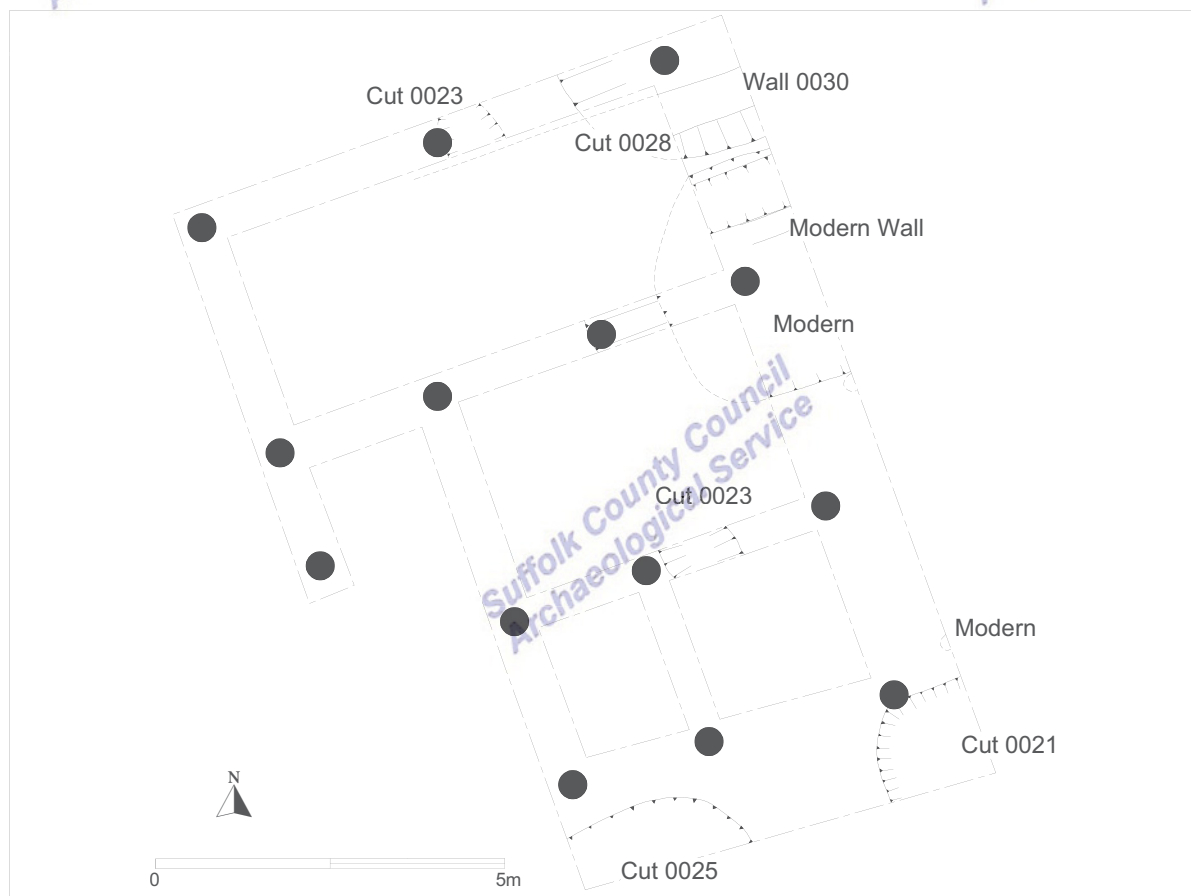 Cut 0023
Wall 0030
Cut 0028
Modern Wall
Modern
Suffolk County Council
Archaeological Service
Cut 0023
Modern
Cut 0021
N
Cut 0025
0
5m